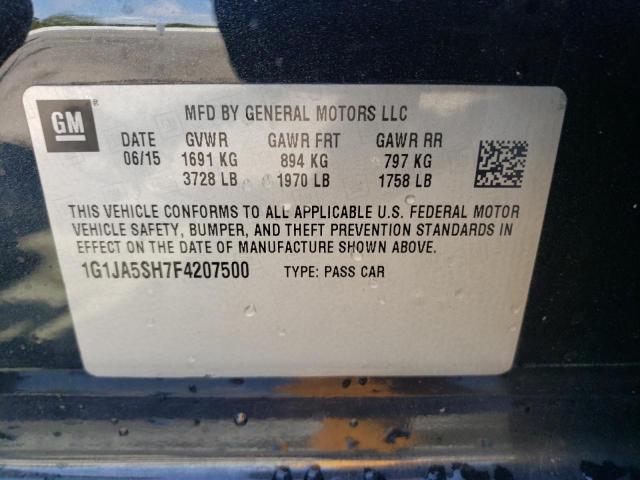 GM ®
MFD BY GENERAL MOTORS LLC
DATE GVWR GAWR FRT GAWR RR
06/15 1691 KG 894 KG 797 KG
3728 LB 1970 LB 1758 LB
THIS VEHICLE CONFORMS TO ALL APPLICABLE U.S. FEDERAL MOTOR
VEHICLE SAFETY, BUMPER, AND THEFT PREVENTION STANDARDS IN
EFFECT ON THE DATE OF MANUFACTURE SHOWN ABOVE.
1G1JA5SH7F4207500 TYPE: PASS CAR